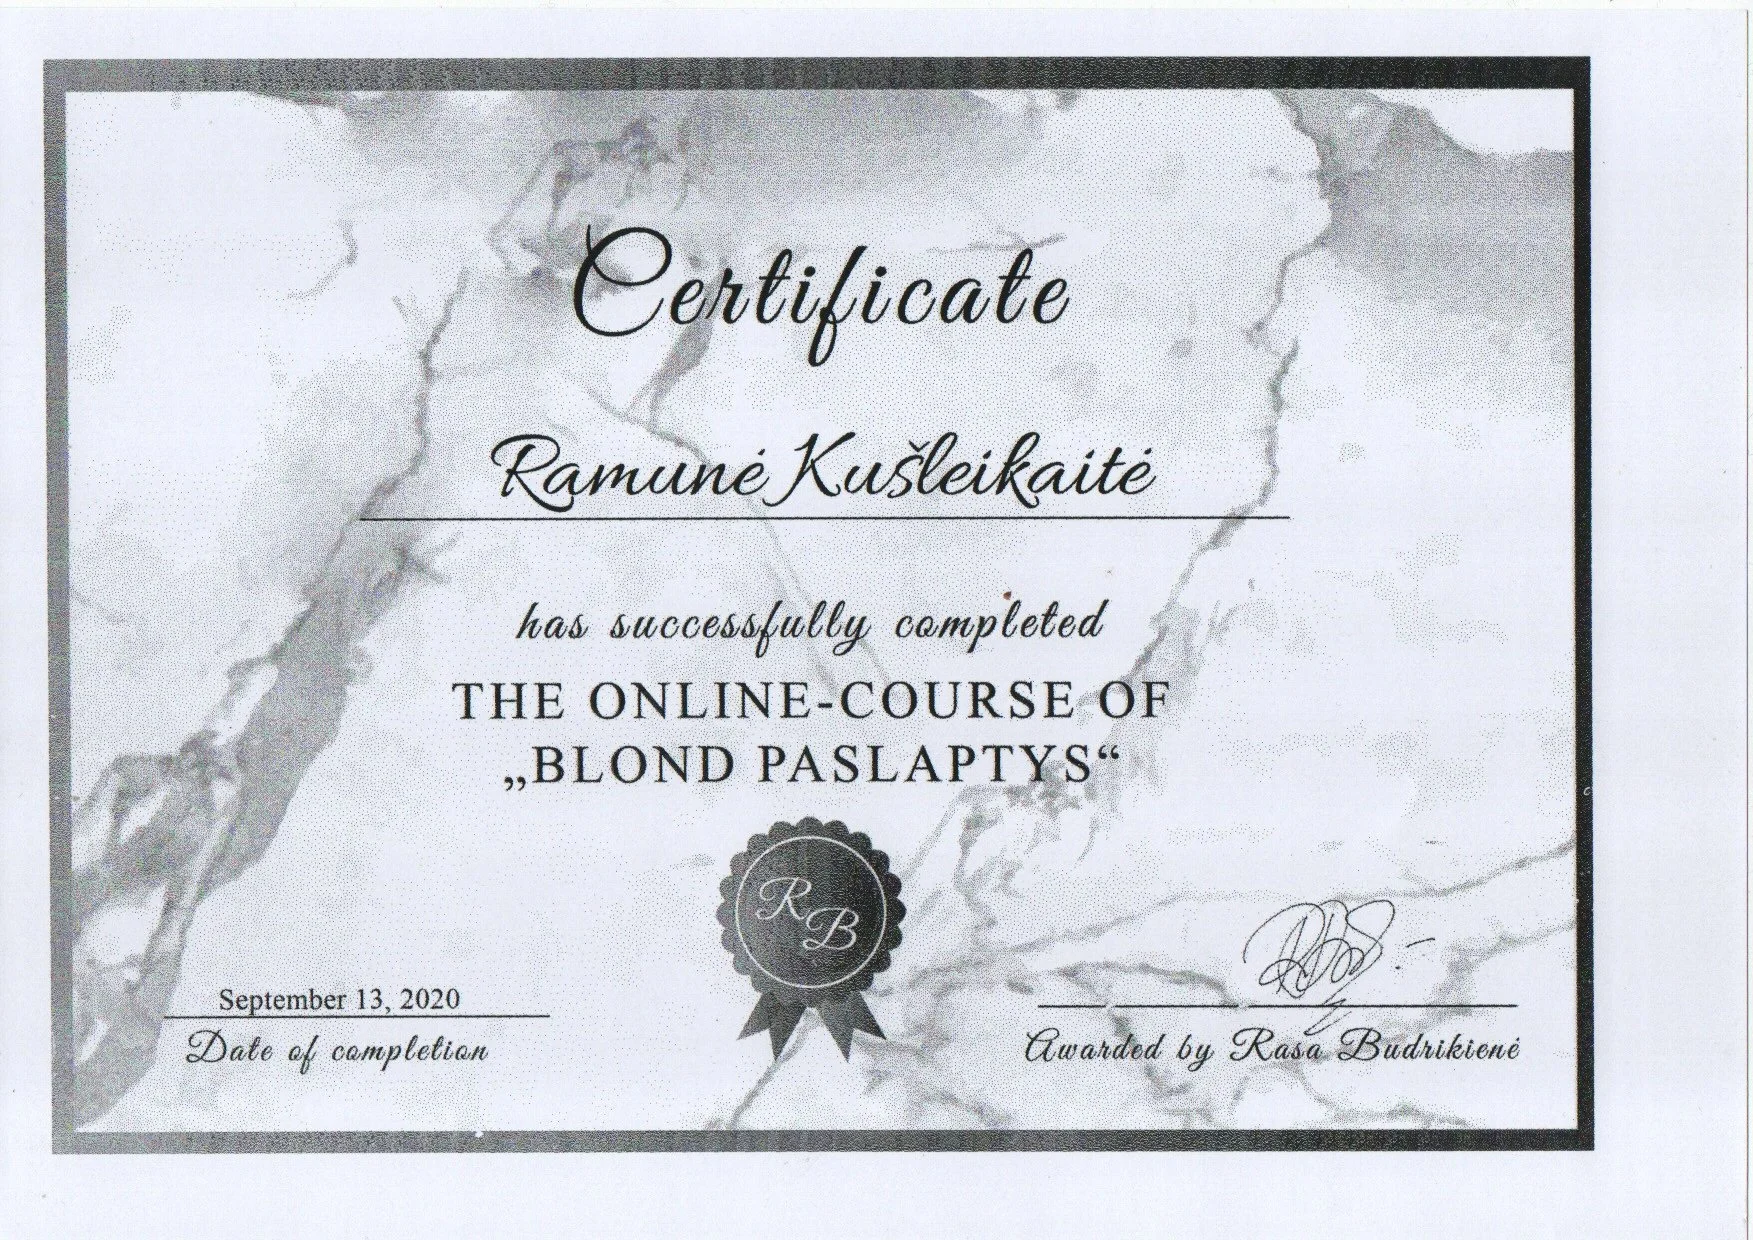 Certificate
Ramunė Kušleikaitė
has successfully completed
THE ONLINE-COURSE OF
„BLOND PASLAPTYS“
R
B
September 13, 2020
Date of completion
Awarded by Rasa Budrikienė